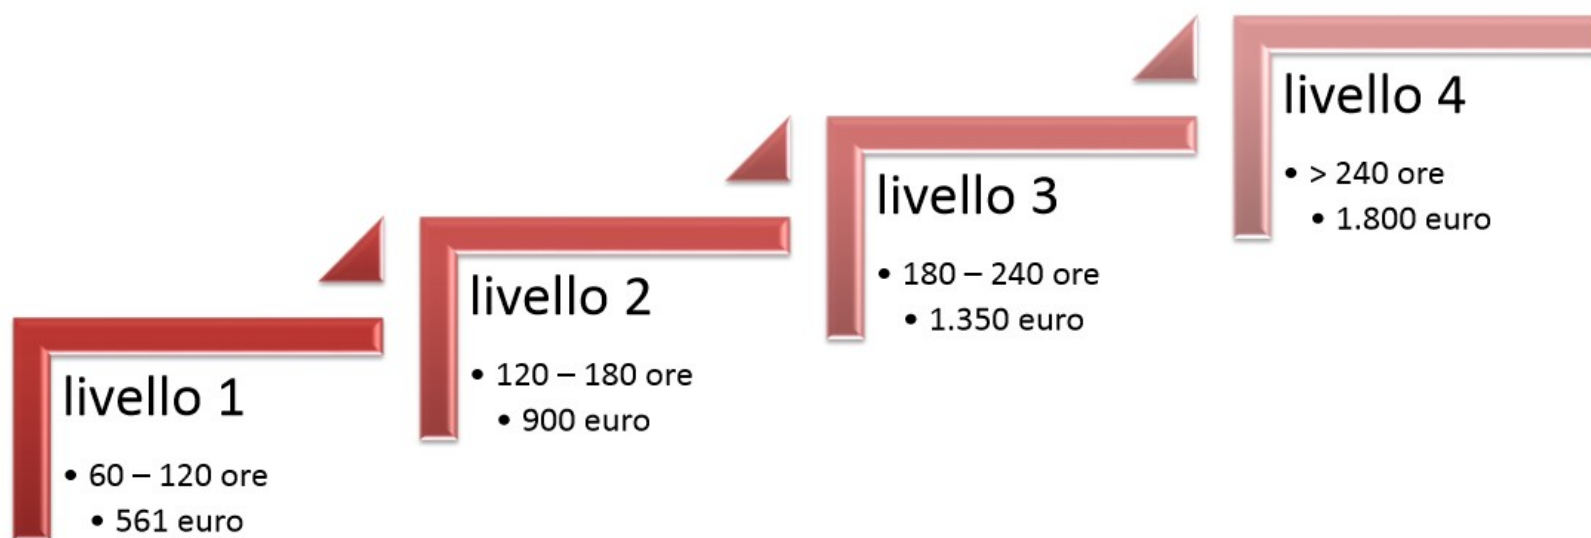 livello 1
• 60 – 120 ore
• 561 euro
livello 2
• 120 – 180 ore
• 900 euro
livello 3
• 180 – 240 ore
• 1.350 euro
livello 4
• > 240 ore
• 1.800 euro